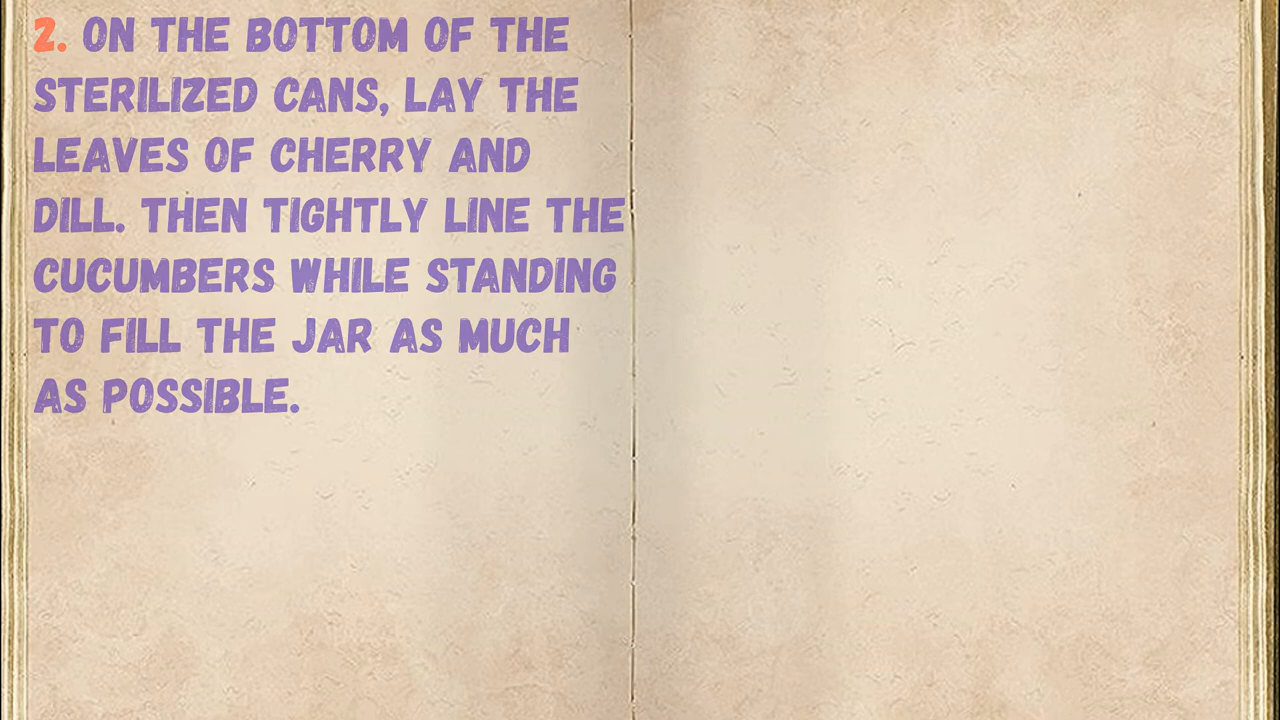 2. ON THE BOTTOM OF THE
STERILIZED CANS, LAY THE
LEAVES OF CHERRY AND
DILL. THEN TIGHTLY LINE THE
CUCUMBERS WHILE STANDING
TO FILL THE JAR AS MUCH
AS POSSIBLE.